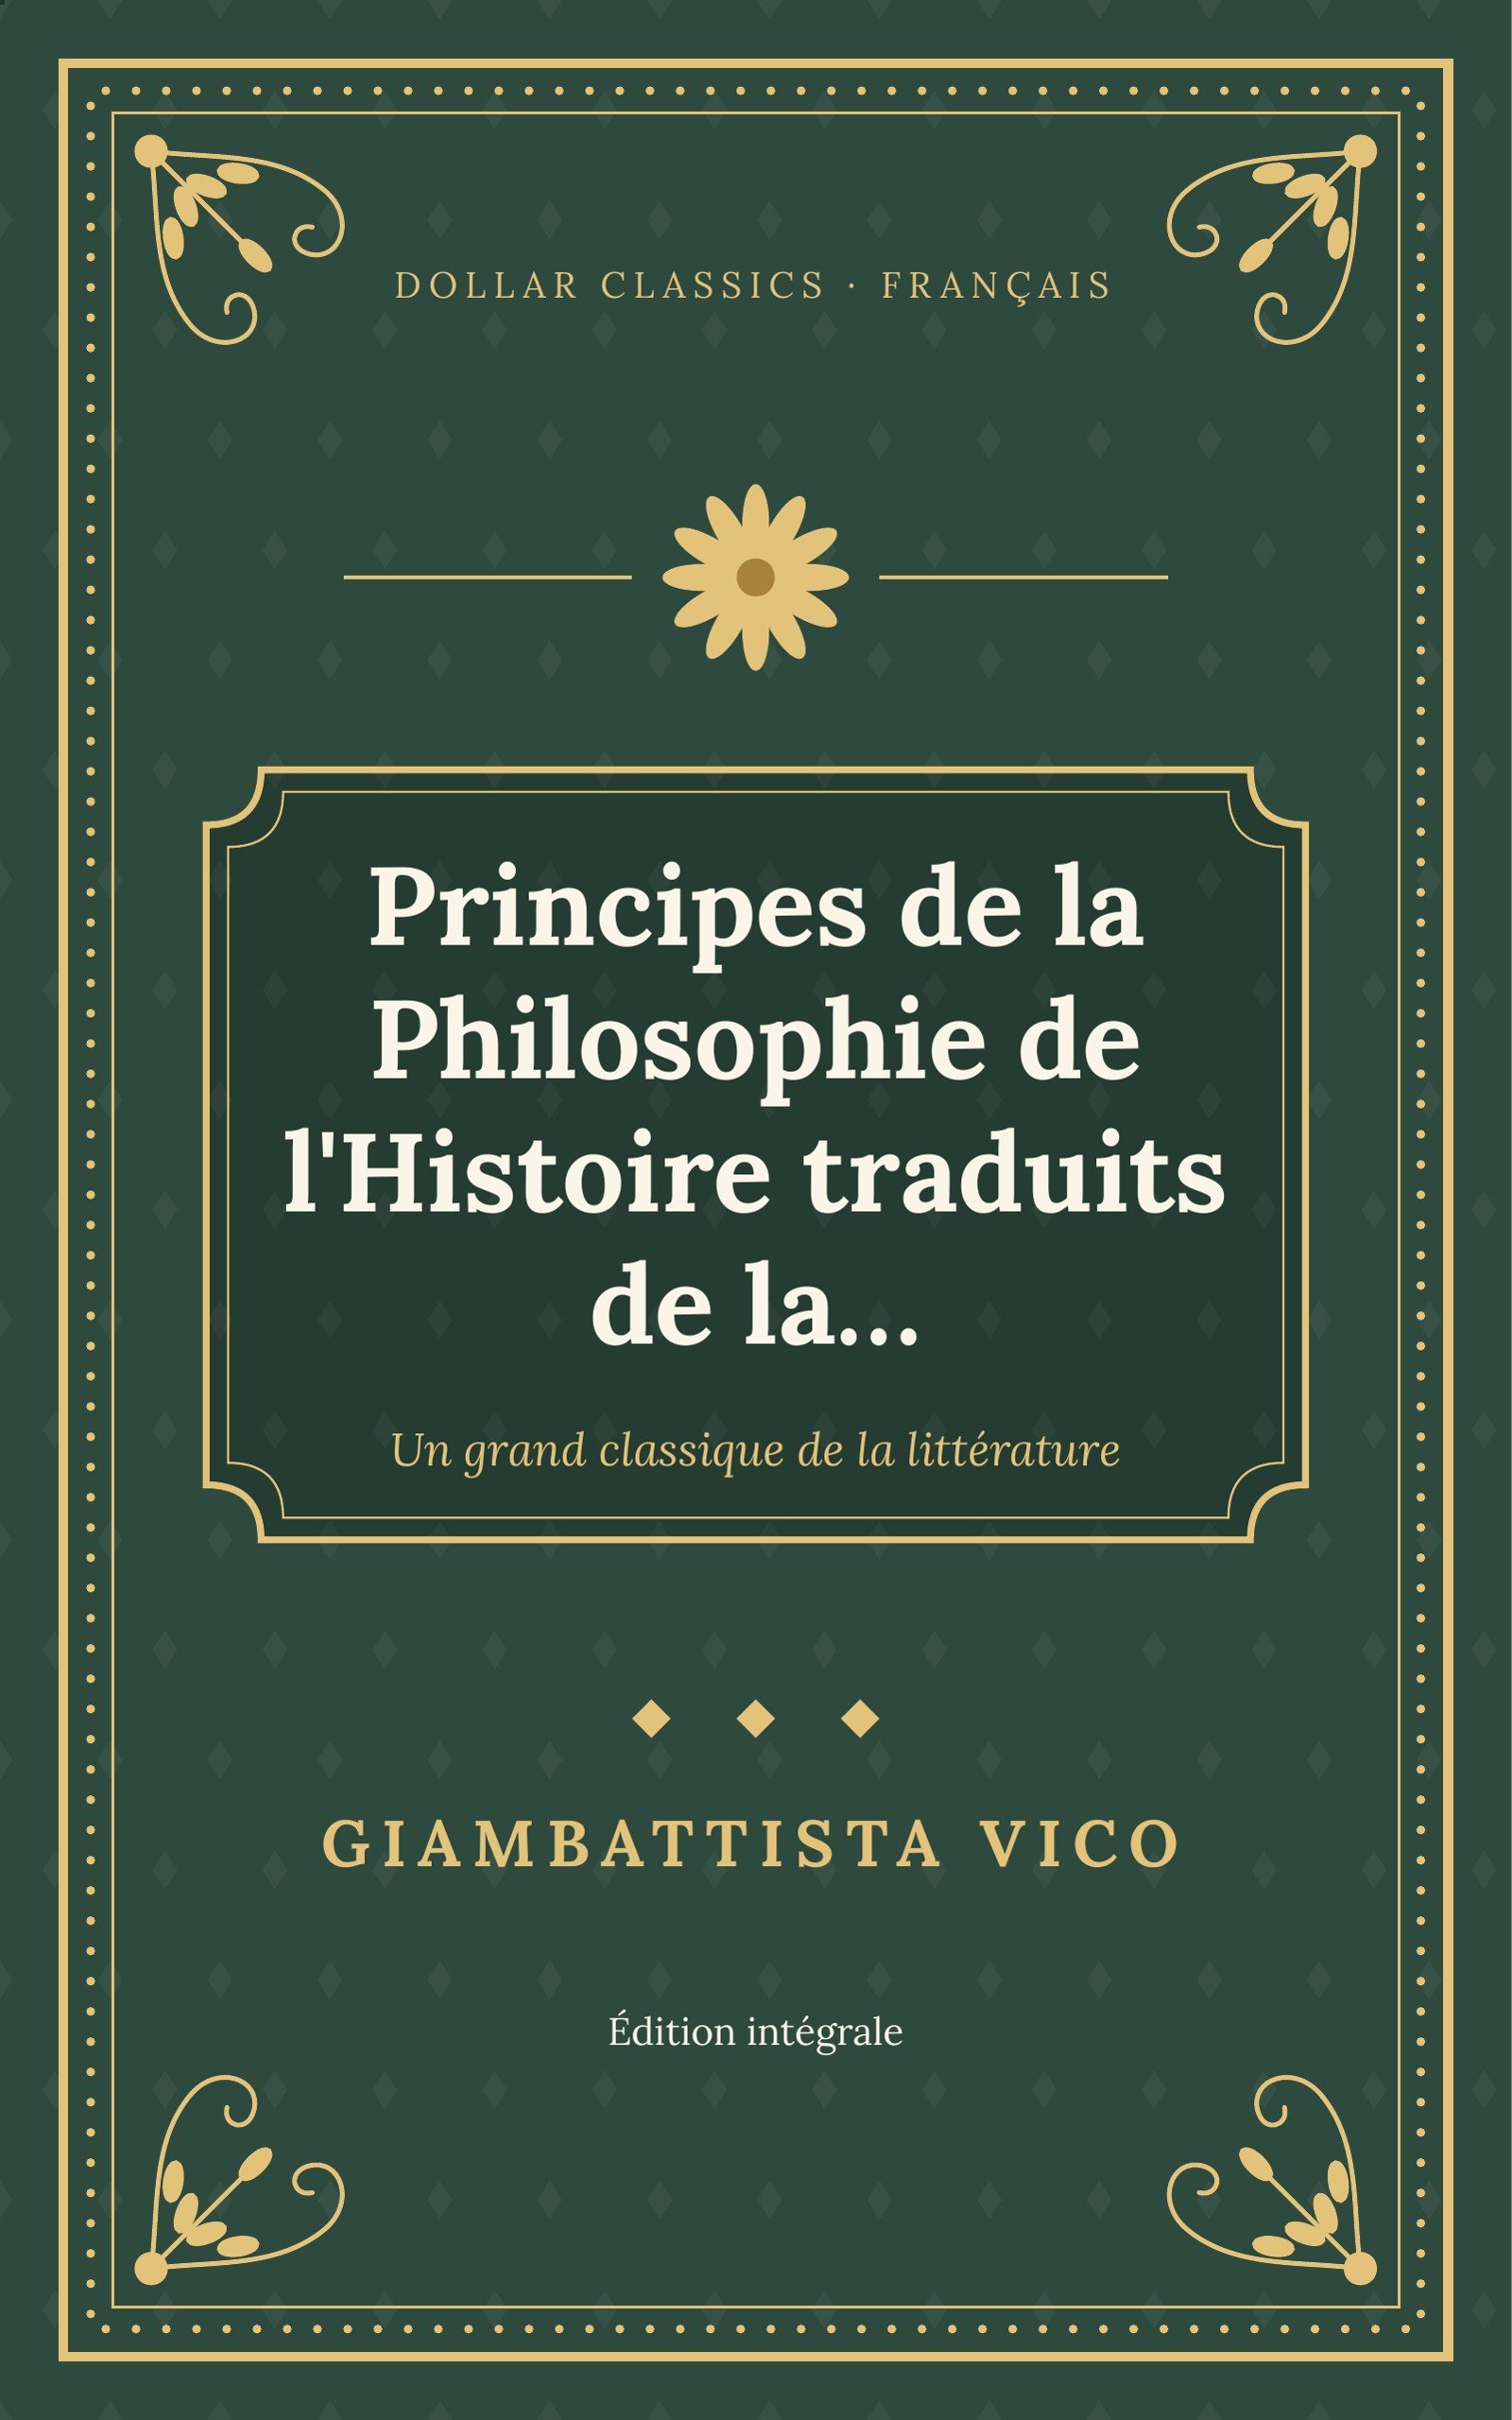 DOLLAR CLASSICS · FRANÇAIS
Principes de la
Philosophie de
l'Histoire traduits
de la...
Un grand classique de la littérature
GIAMBATTISTA VICO
Édition intégrale